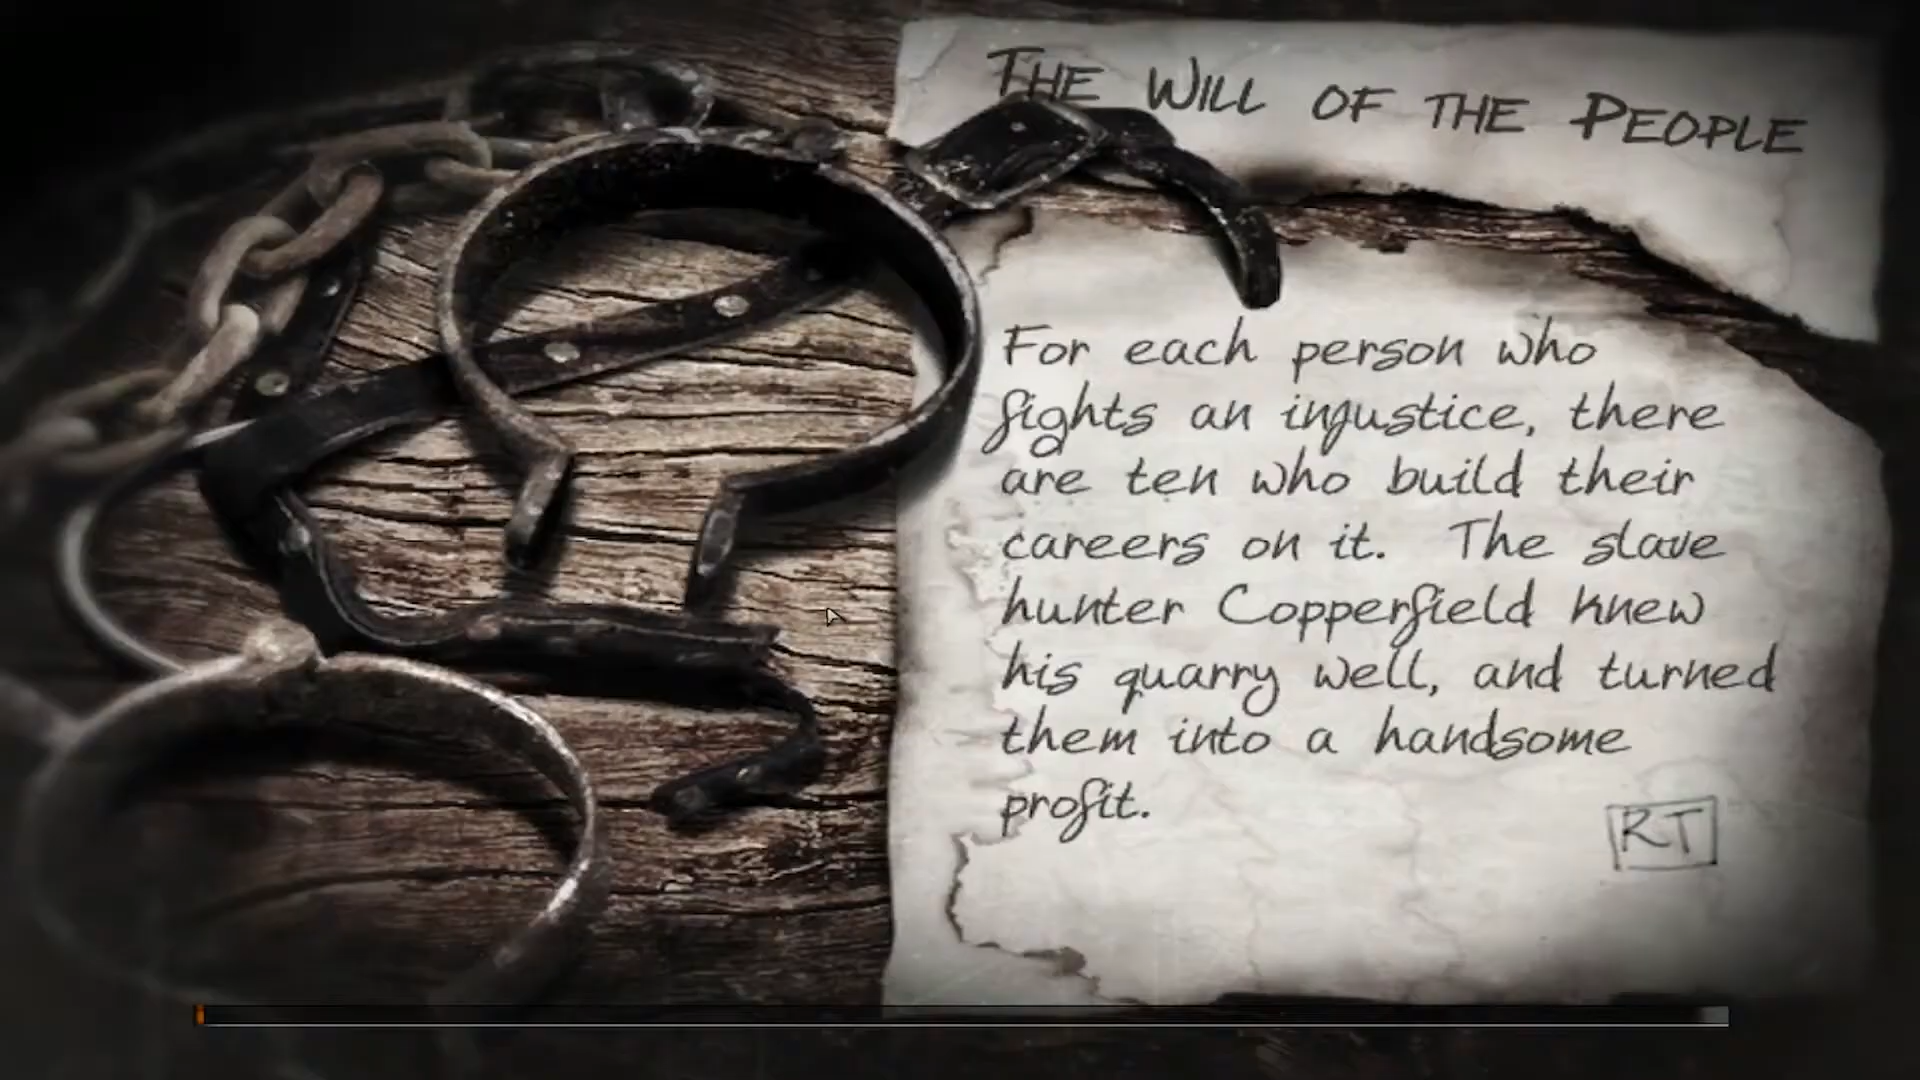 THE WILL OF THE PEOPLE
For each person who
fights an injustice, there
are ten who build their
careers on it. The slave
hunter Copperfield knew
his quarry well, and turned
them into a handsome
profit.
RT